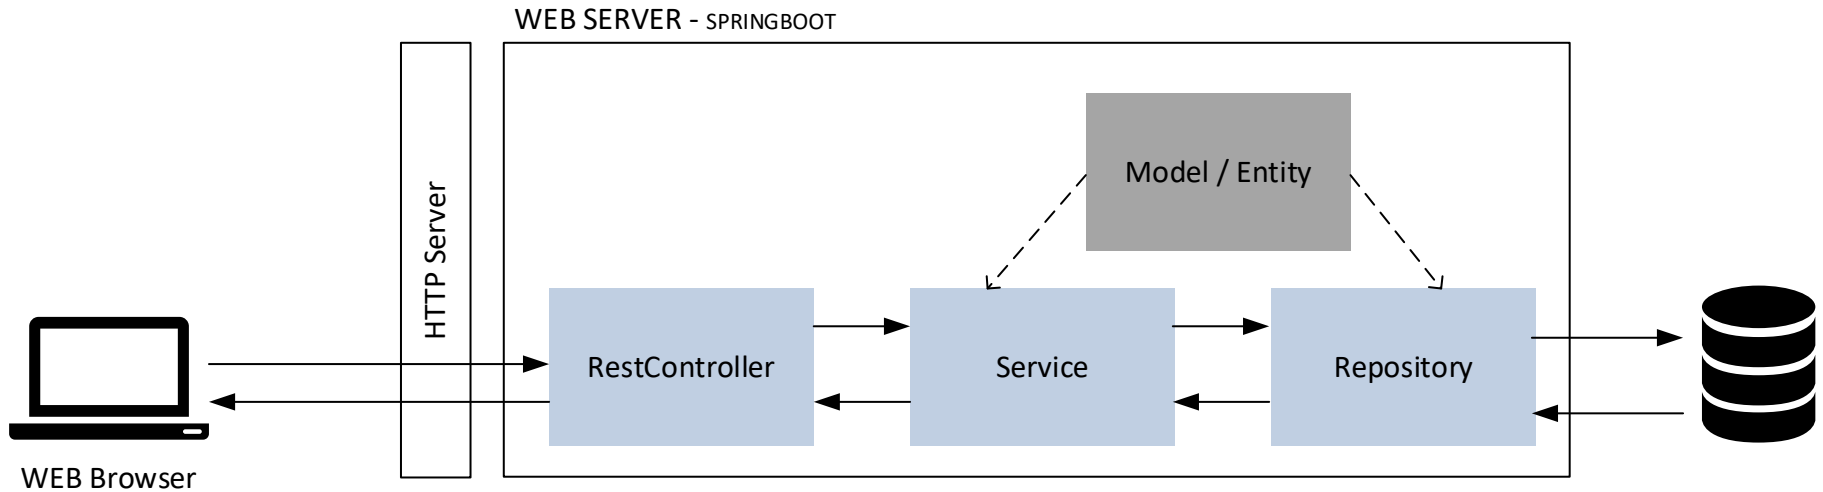 WEB SERVER - SPRINGBOOT
HTTP Server
Model / Entity
RestController
Service
Repository
WEB Browser